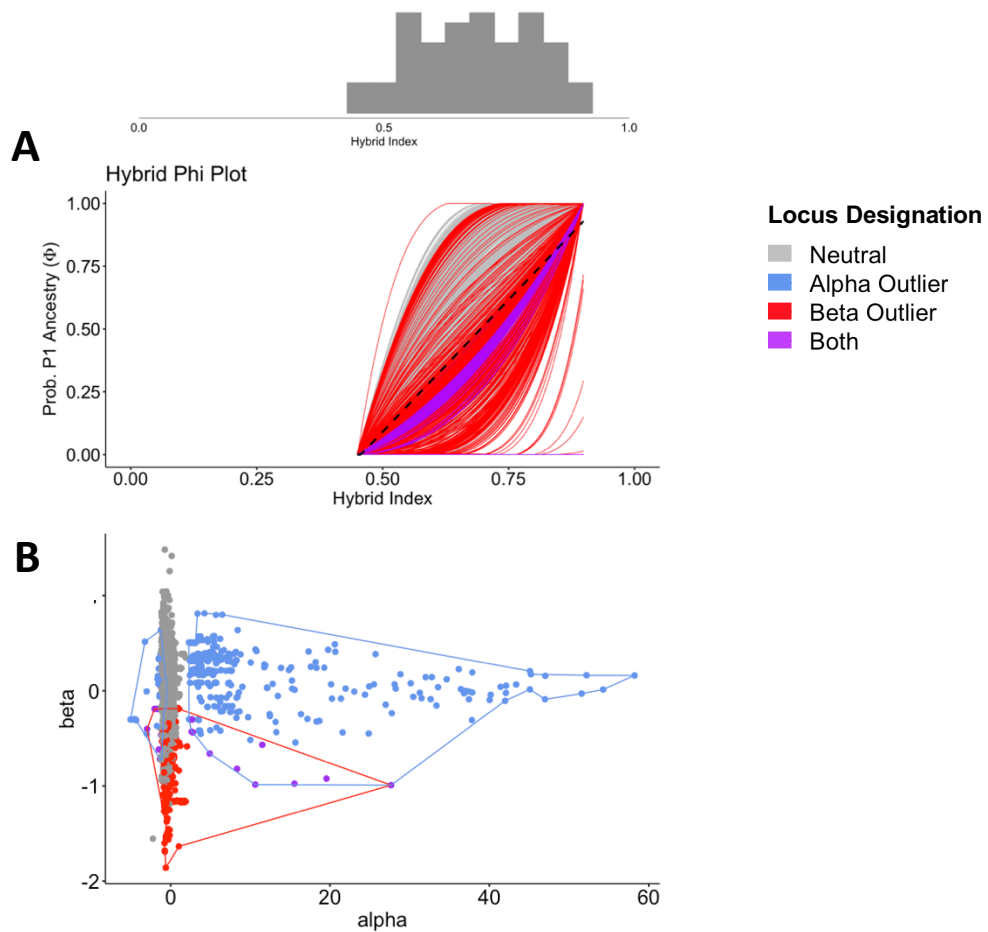 0.0 0.5 1.0
Hybrid Index
A
Hybrid Phi Plot
1.00
0.75
0.50
0.25
0.00
Prob. P1 Ancestry (Φ)
0.00 0.25 0.50 0.75 1.00
Hybrid Index
Locus Designation
Neutral
Alpha Outlier
Beta Outlier
Both
B
0
-1
-2
beta
0 20 40 60
alpha